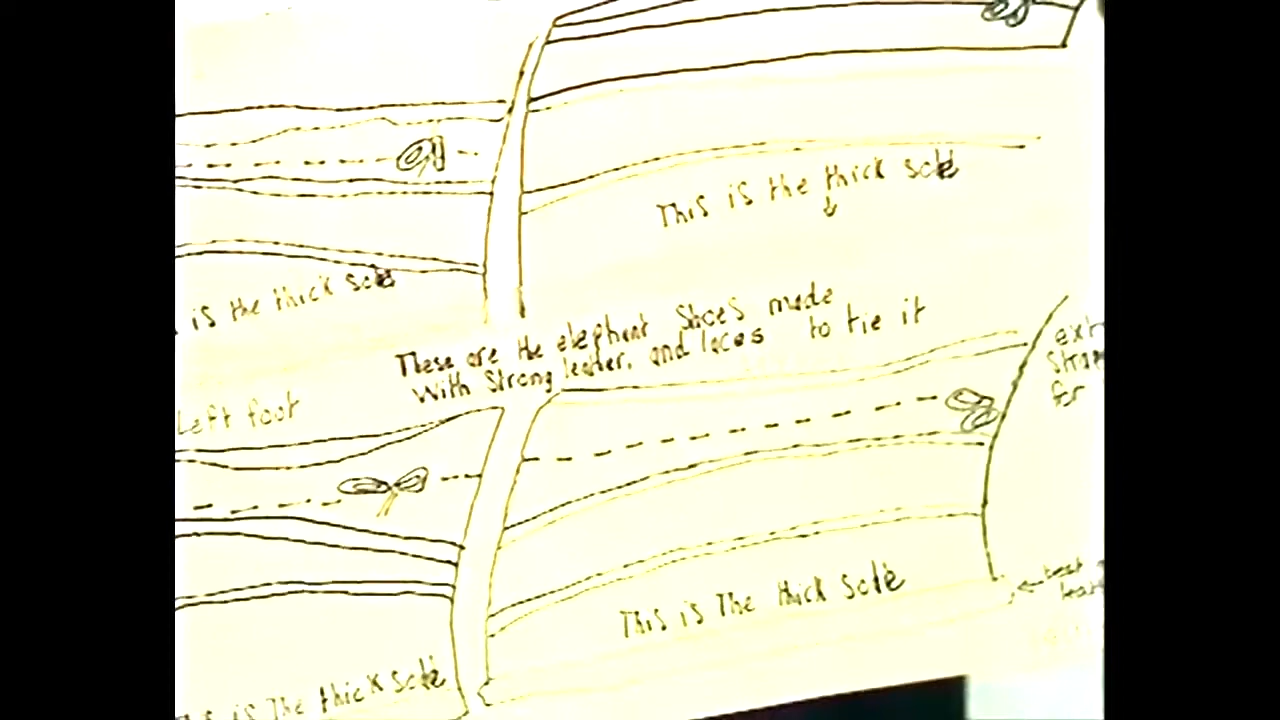 This is the thick sole
is the thick sole
These are the elephant Shoes made
With Strong leather, and laces to tie it
Left foot
This is The thick sole
is The thick sole